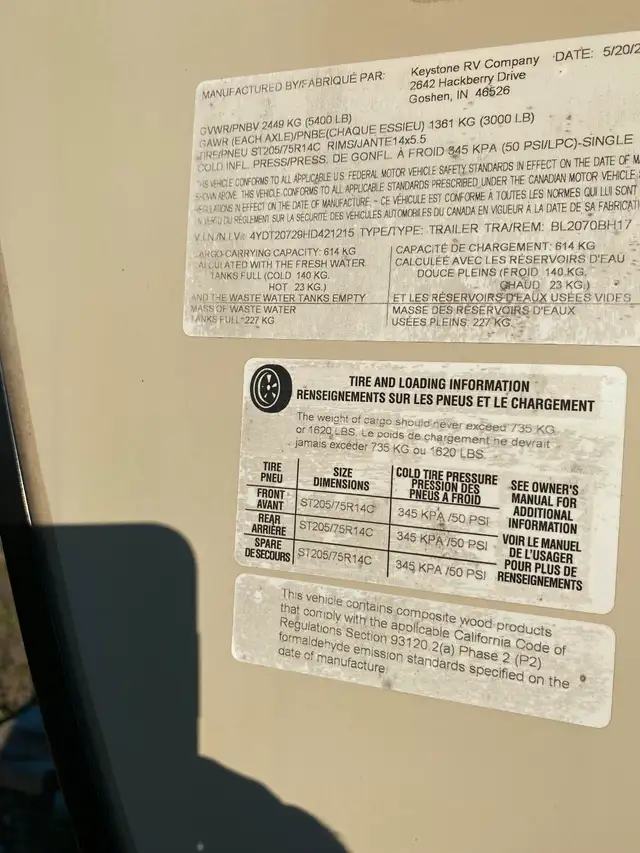 MANUFACTURED BY/FABRIQUÉ PAR: Keystone RV Company DATE: 5/20/2
2642 Hackberry Drive
Goshen, IN 46526
GVWR/PNBV 2449 KG (5400 LB)
GAWR (EACH AXLE)/PNBE(CHAQUE ESSIEU) 1361 KG (3000 LB)
TIRE/PNEU ST205/75R14C RIMS/JANTE14x5.5
COLD INFL. PRESS/PRESS. DE GONFL. À FROID 345 KPA (50 PSI/LPC)-SINGLE
THIS VEHICLE CONFORMS TO ALL APPLICABLE U.S. FEDERAL MOTOR VEHICLE SAFETY STANDARDS IN EFFECT ON THE DATE OF M
SHOWN ABOVE. THIS VEHICLE CONFORMS TO ALL APPLICABLE STANDARDS PRESCRIBED UNDER THE CANADIAN MOTOR VEHICLE
REGULATIONS IN EFFECT ON THE DATE OF MANUFACTURE. - CE VÉHICULE EST CONFORME À TOUTES LES NORMES QUI LUI SONT
EN VERTU DU RÈGLEMENT SUR LA SÉCURITÉ DES VÉHICULES AUTOMOBILES DU CANADA EN VIGUEUR À LA DATE DE SA FABRICATI
V.I.N./N.I.V.: 4YDT20729HD421215 TYPE/TYPE: TRAILER TRA/REM: BL2070BH17
CARGO-CARRYING CAPACITY: 614 KG
CALCULATED WITH THE FRESH WATER
TANKS FULL (COLD 140 KG.
HOT 23 KG.)
AND THE WASTE WATER TANKS EMPTY
MASS OF WASTE WATER
TANKS FULL 227 KG
CAPACITÉ DE CHARGEMENT: 614 KG
CALCULÉE AVEC LES RÉSERVOIRS D'EAU
DOUCE PLEINS (FROID 140 KG.
CHAUD 23 KG.)
ET LES RÉSERVOIRS D'EAUX USÉES VIDES
MASSE DES RÉSERVOIRS D'EAUX
USÉES PLEINS 227 KG
TIRE AND LOADING INFORMATION
RENSEIGNEMENTS SUR LES PNEUS ET LE CHARGEMENT
The weight of cargo should never exceed 735 KG
or 1620 LBS. Le poids de chargement ne devrait
jamais excéder 735 KG ou 1620 LBS
TIRE SIZE COLD TIRE PRESSURE
PNEU DIMENSIONS PRESSION DES
PNEUS A FROID
FRONT ST205/75R14C 345 KPA /50 PSI
AVANT
REAR ST205/75R14C 345 KPA /50 PSI
ARRIÈRE
SPARE ST205/75R14C 345 KPA /50 PSI
DE SECOURS
SEE OWNER'S
MANUAL FOR
ADDITIONAL
INFORMATION
VOIR LE MANUEL
DE L'USAGER
POUR PLUS DE
RENSEIGNEMENTS
This vehicle contains composite wood products
that comply with the applicable California Code of
Regulations Section 93120.2(a) Phase 2 (P2)
formaldehyde emission standards specified on the
date of manufacture